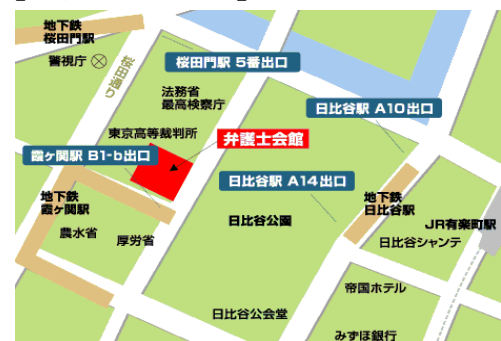 地下鉄
桜田門駅
警視庁
桜田通り
桜田門駅 5番出口
法務省
最高検察庁
日比谷駅 A10出口
東京高等裁判所
弁護士会館
霞ヶ関駅 B1-b出口
日比谷駅 A14出口
地下鉄
霞ヶ関駅
地下鉄
日比谷駅
日比谷公園
JR有楽町駅
農水省
厚労省
日比谷シャンテ
帝国ホテル
日比谷公会堂
みずほ銀行